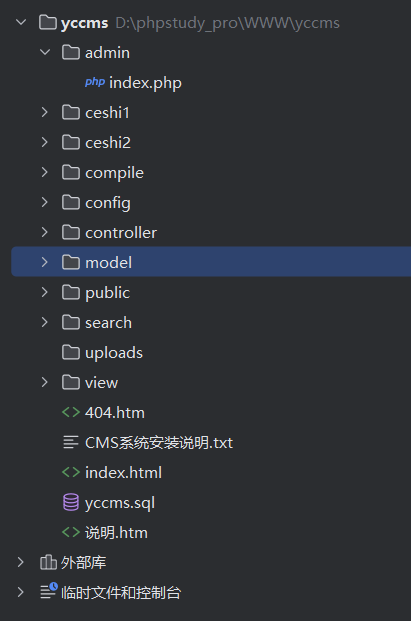 yccms D:\phpstudy_pro\WWW\yccms
admin
php index.php
ceshi1
ceshi2
compile
config
controller
model
public
search
uploads
view
404.htm
CMS系统安装说明.txt
index.html
yccms.sql
说明.htm
外部库
临时文件和控制台